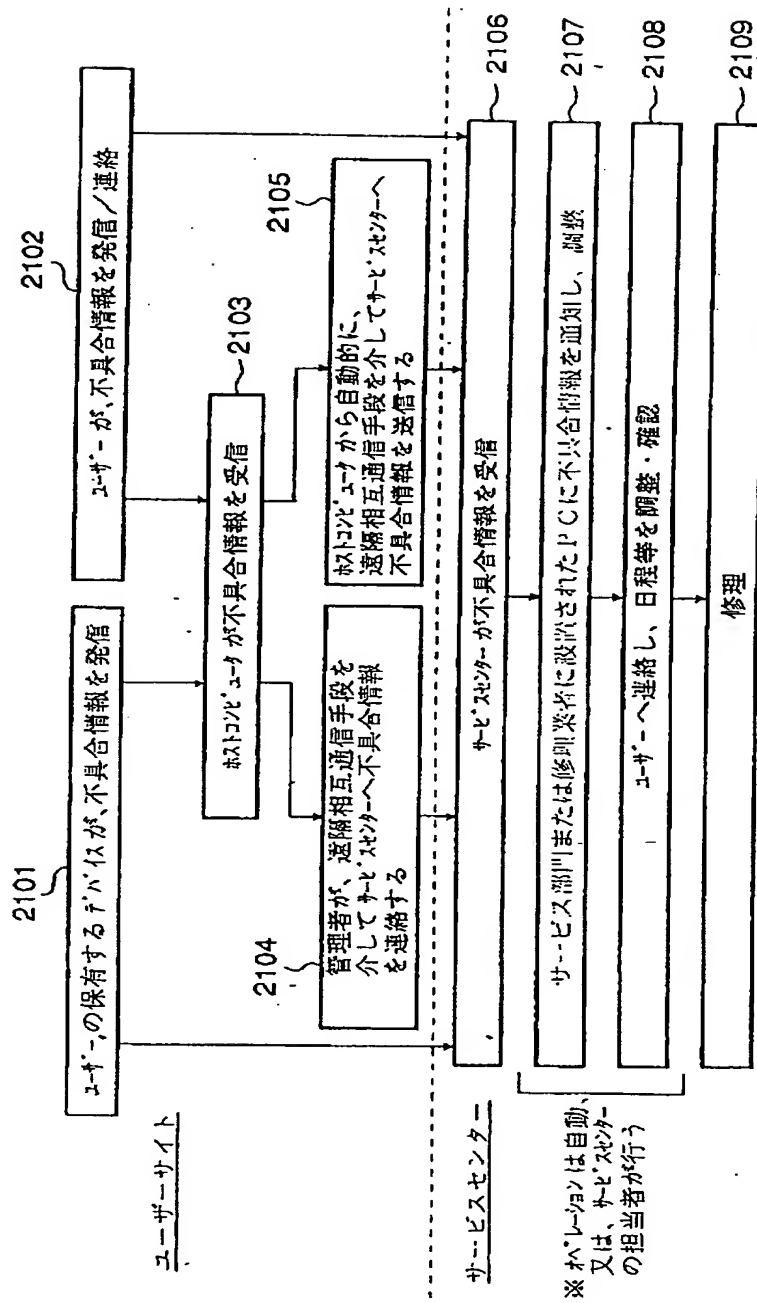 ユーザーサイト
2101
ユーザーの保有するデバイスが、不具合情報を発信
2102
ユーザーが、不具合情報を発信／連絡
2103
ホストコンピュータが不具合情報を受信
2104
管理者が、遠隔相互通信手段を
介してサービスセンターへ不具合情報
を連絡する
2105
ホストコンピュータから自動的に、
遠隔相互通信手段を介してサービスセンターへ
不具合情報を送信する
サービスセンター
サービスセンターが不具合情報を受信
2106
サービス部門または修理業者に設置されたPCに不具合情報を通知し、調整
2107
ユーザーへ連絡し、日程等を調整・確認
2108
※オペレーションは自動、
又は、サービスセンター
の担当者が行う
修理
2109